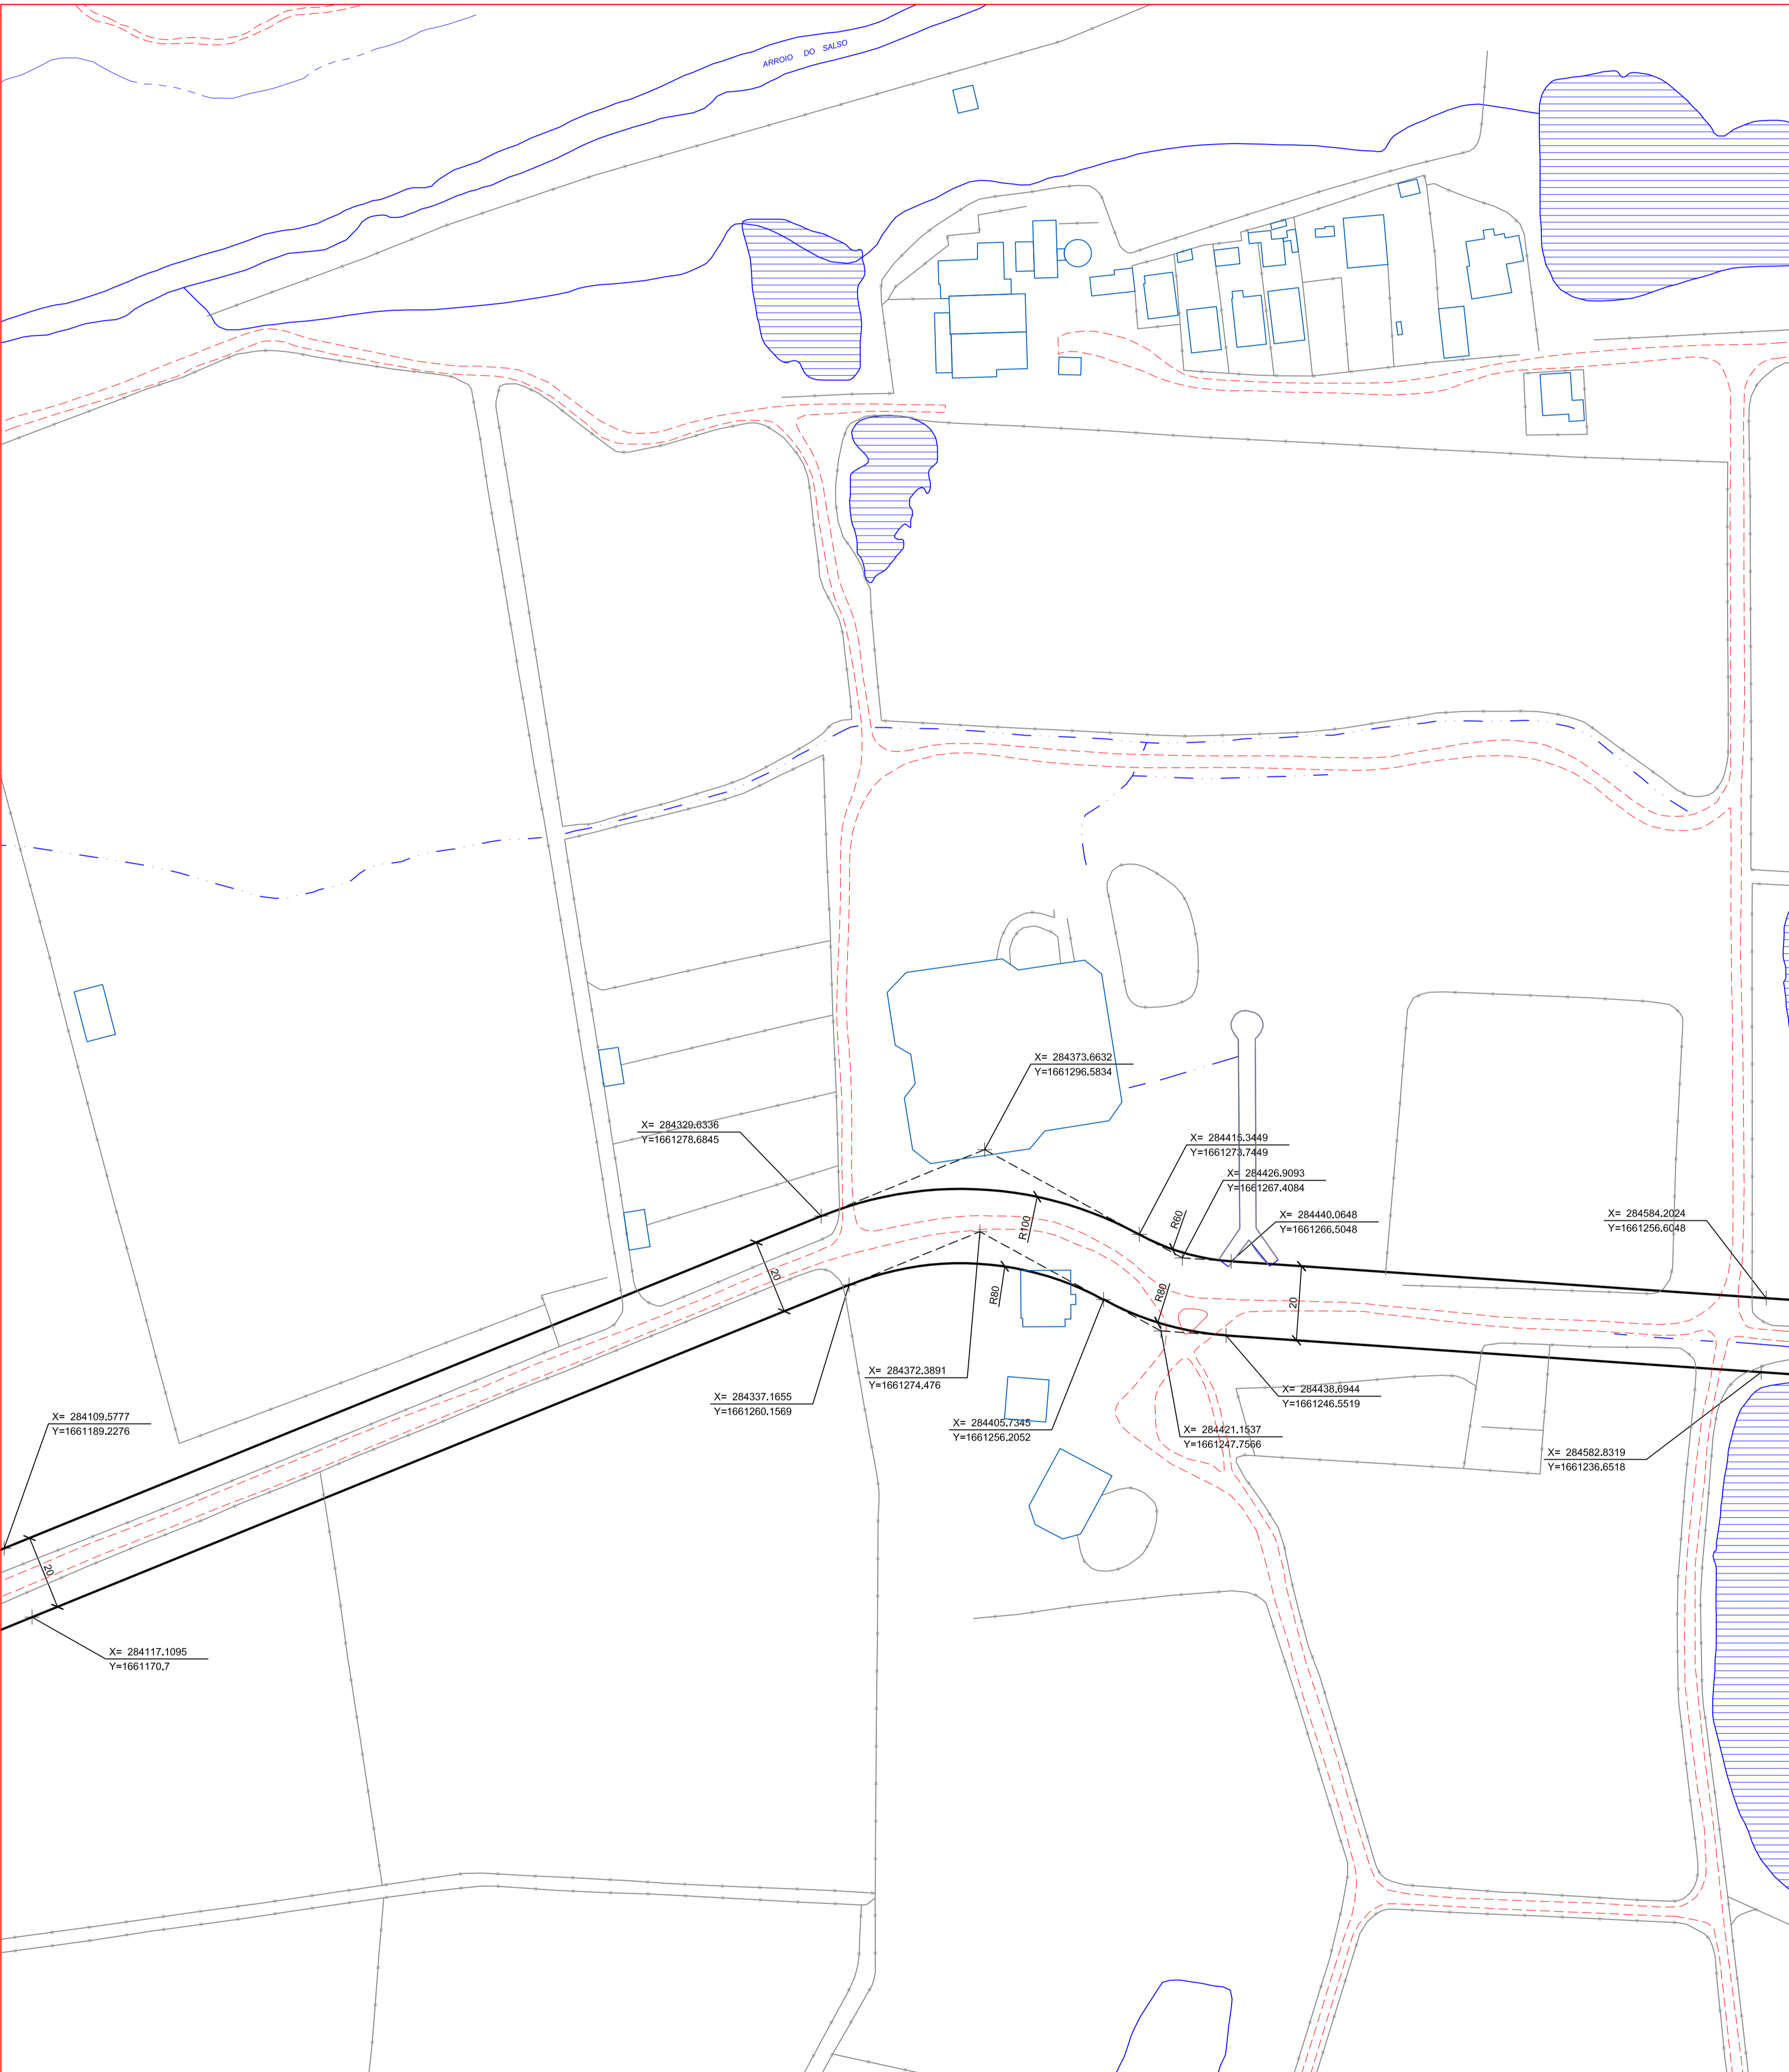 ARROIO DO SALSO
X= 284373.6632
Y=1661296.5834
X= 284329.6336
Y=1661278.6845
X= 284415.3449
Y=1661273.7449
X= 284426.9093
Y=1661267.4084
X= 284440.0648
Y=1661266.5048
X= 284584.2024
Y=1661256.6048
R100
R60
20
R80
R80
20
X= 284372.3891
Y=1661274.476
X= 284337.1655
Y=1661260.1569
X= 284438.6944
Y=1661246.5519
X= 284405.7345
Y=1661256.2052
X= 284421.1537
Y=1661247.7566
X= 284582.8319
Y=1661236.6518
X= 284109.5777
Y=1661189.2276
20
X= 284117.1095
Y=1661170.7